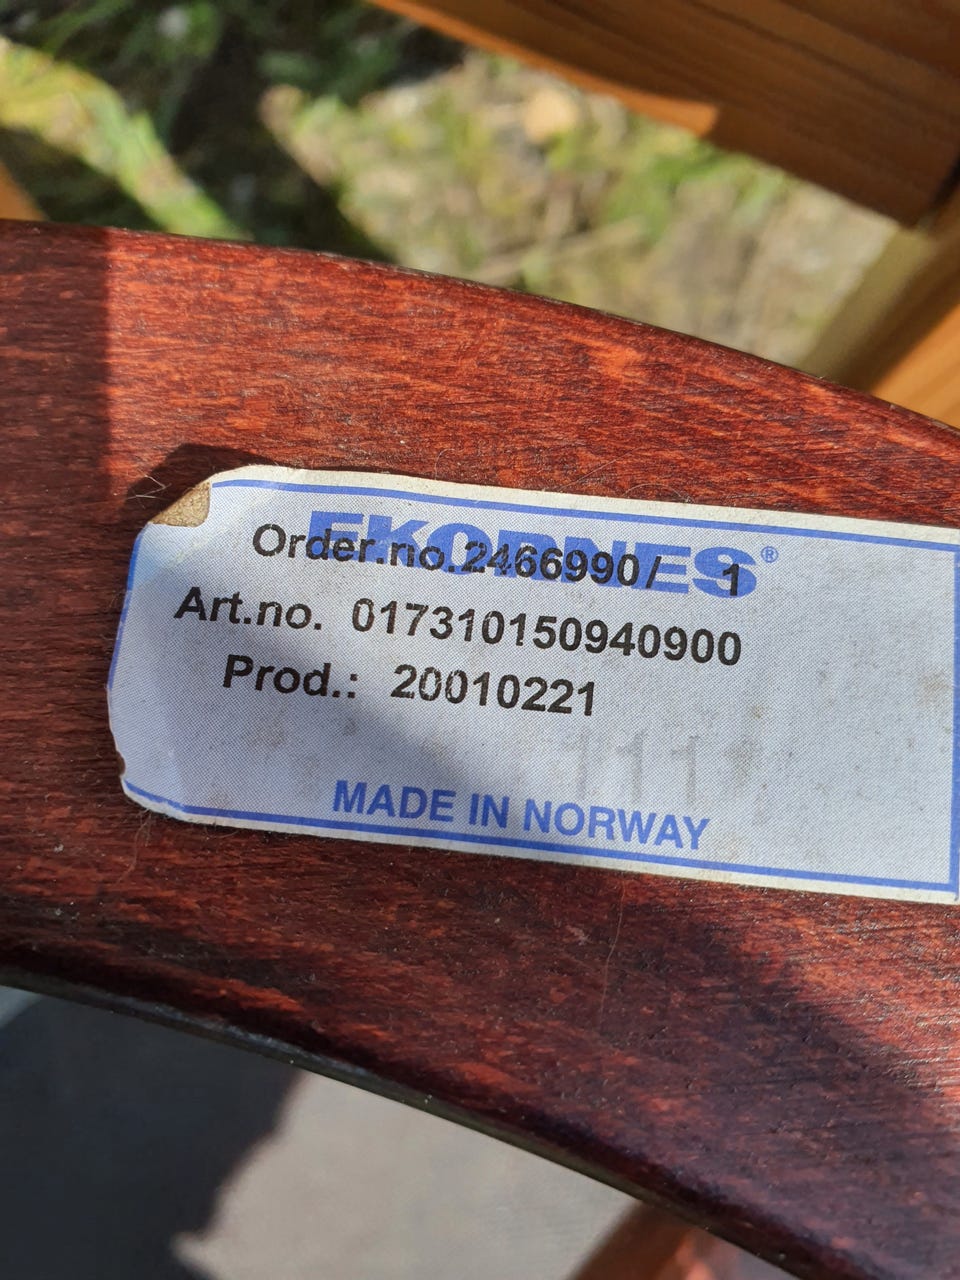 EKORNES®
Order.no.2466990/ 1
Art.no. 017310150940900
Prod.: 20010221
MADE IN NORWAY